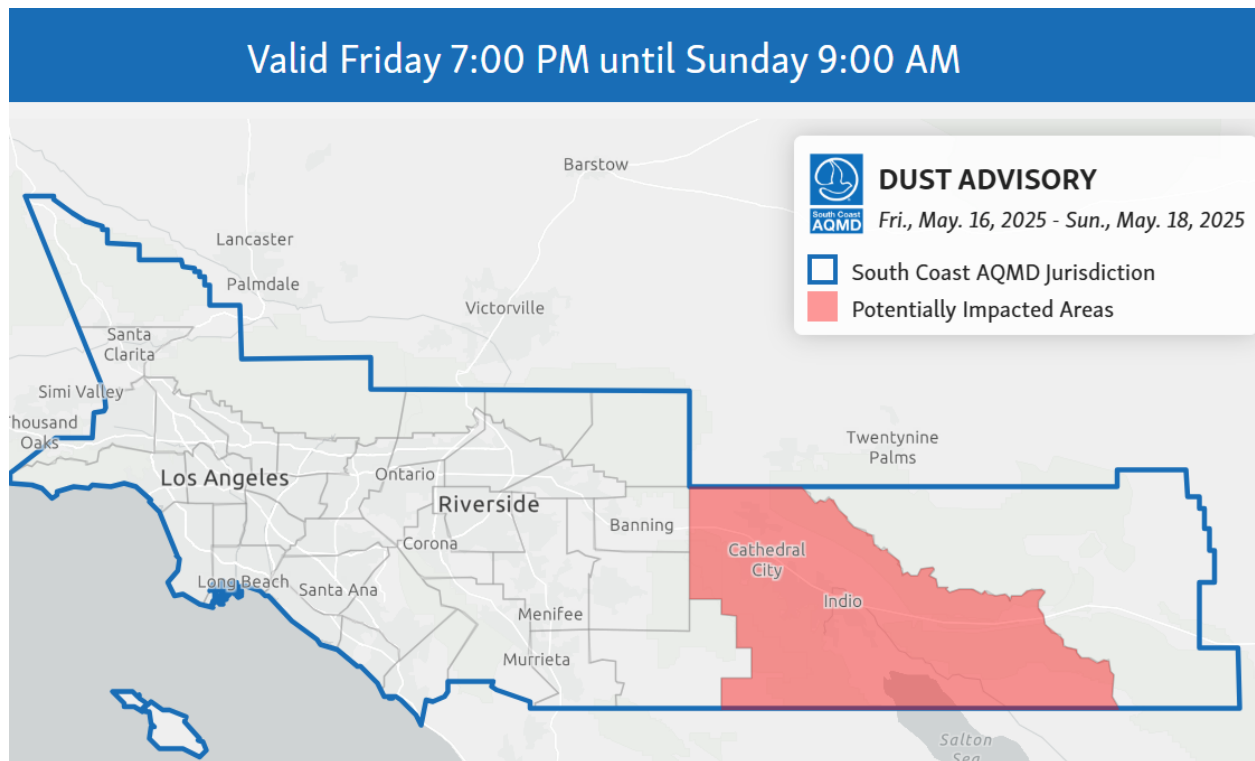 Valid Friday 7:00 PM until Sunday 9:00 AM
DUST ADVISORY
South Coast
AQMD
Fri., May. 16, 2025 - Sun., May. 18, 2025
South Coast AQMD Jurisdiction
Potentially Impacted Areas
Barstow
Lancaster
Palmdale
Victorville
Santa
Clarita
Simi Valley
Thousand
Oaks
Twentynine
Palms
Los Angeles
Ontario
Riverside
Banning
Corona
Cathedral
City
Long Beach
Santa Ana
Indio
Menifee
Murrieta
Salton
Sea